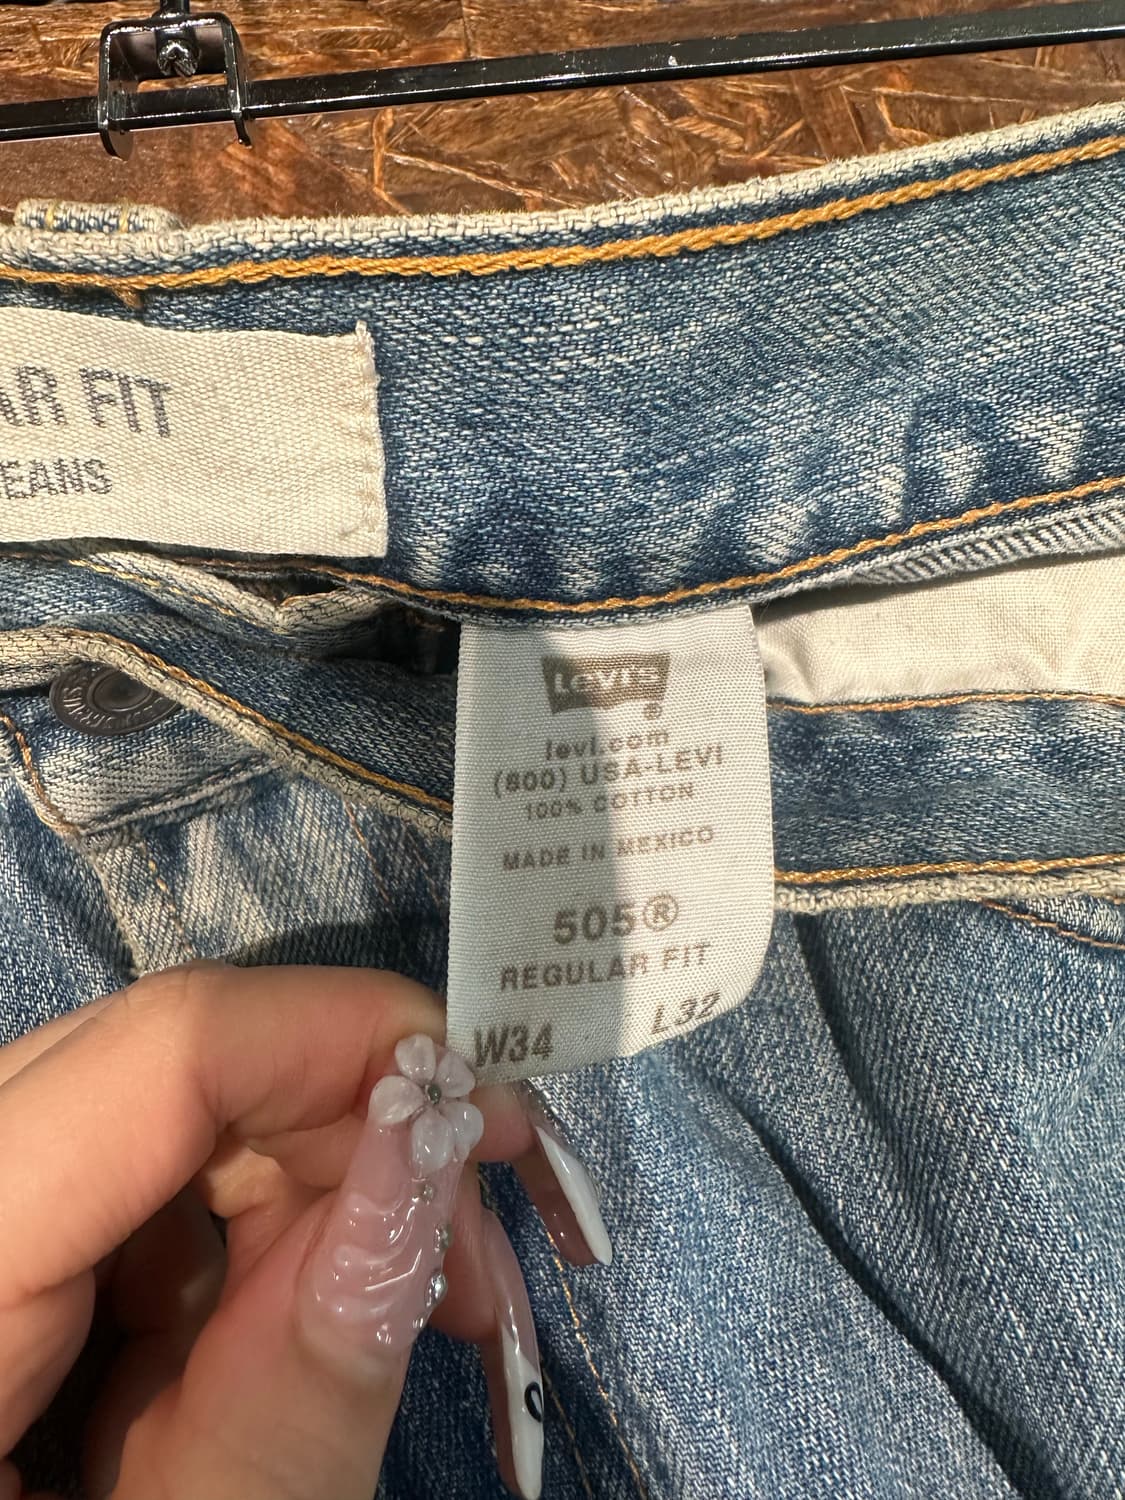 AR FIT
EANS
Levi's
®
levi.com
(800) USA-LEVI
100% COTTON
MADE IN MEXICO
505®
REGULAR FIT
W34 L32